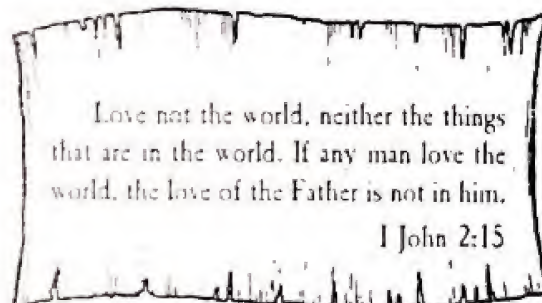 Love not the world, neither the things
that are in the world. If any man love the
world, the love of the Father is not in him.
I John 2:15